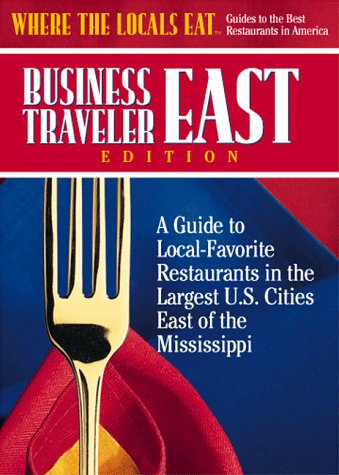 WHERE THE LOCALS EAT™ Guides to the Best
Restaurants in America
BUSINESS
TRAVELER EAST
EDITION
A Guide to
Local-Favorite
Restaurants in the
Largest U.S. Cities
East of the
Mississippi